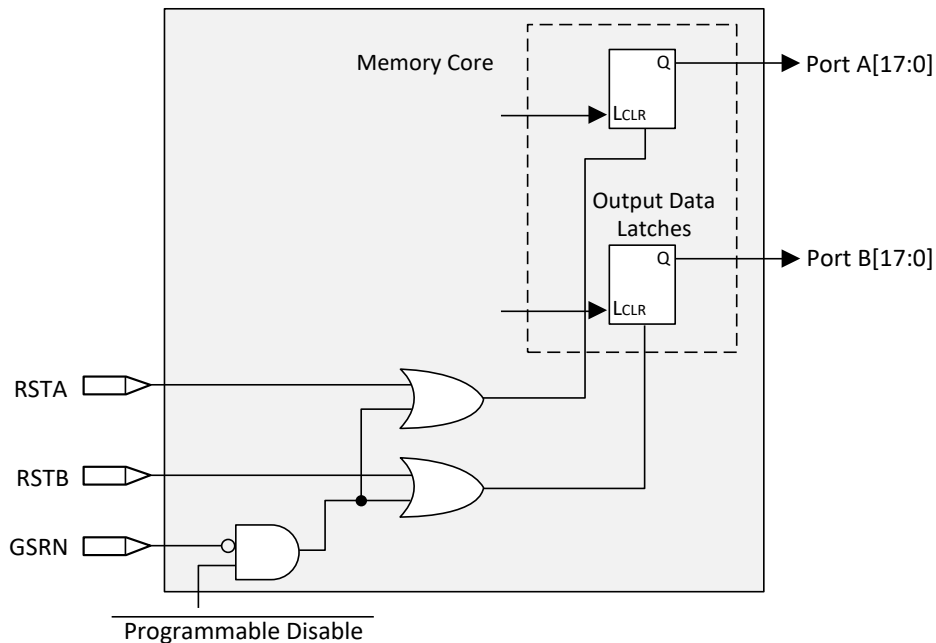 Memory Core
Q
Port A[17:0]
LCLR
Output Data
Latches
Q
Port B[17:0]
LCLR
RSTA
RSTB
GSRN
Programmable Disable